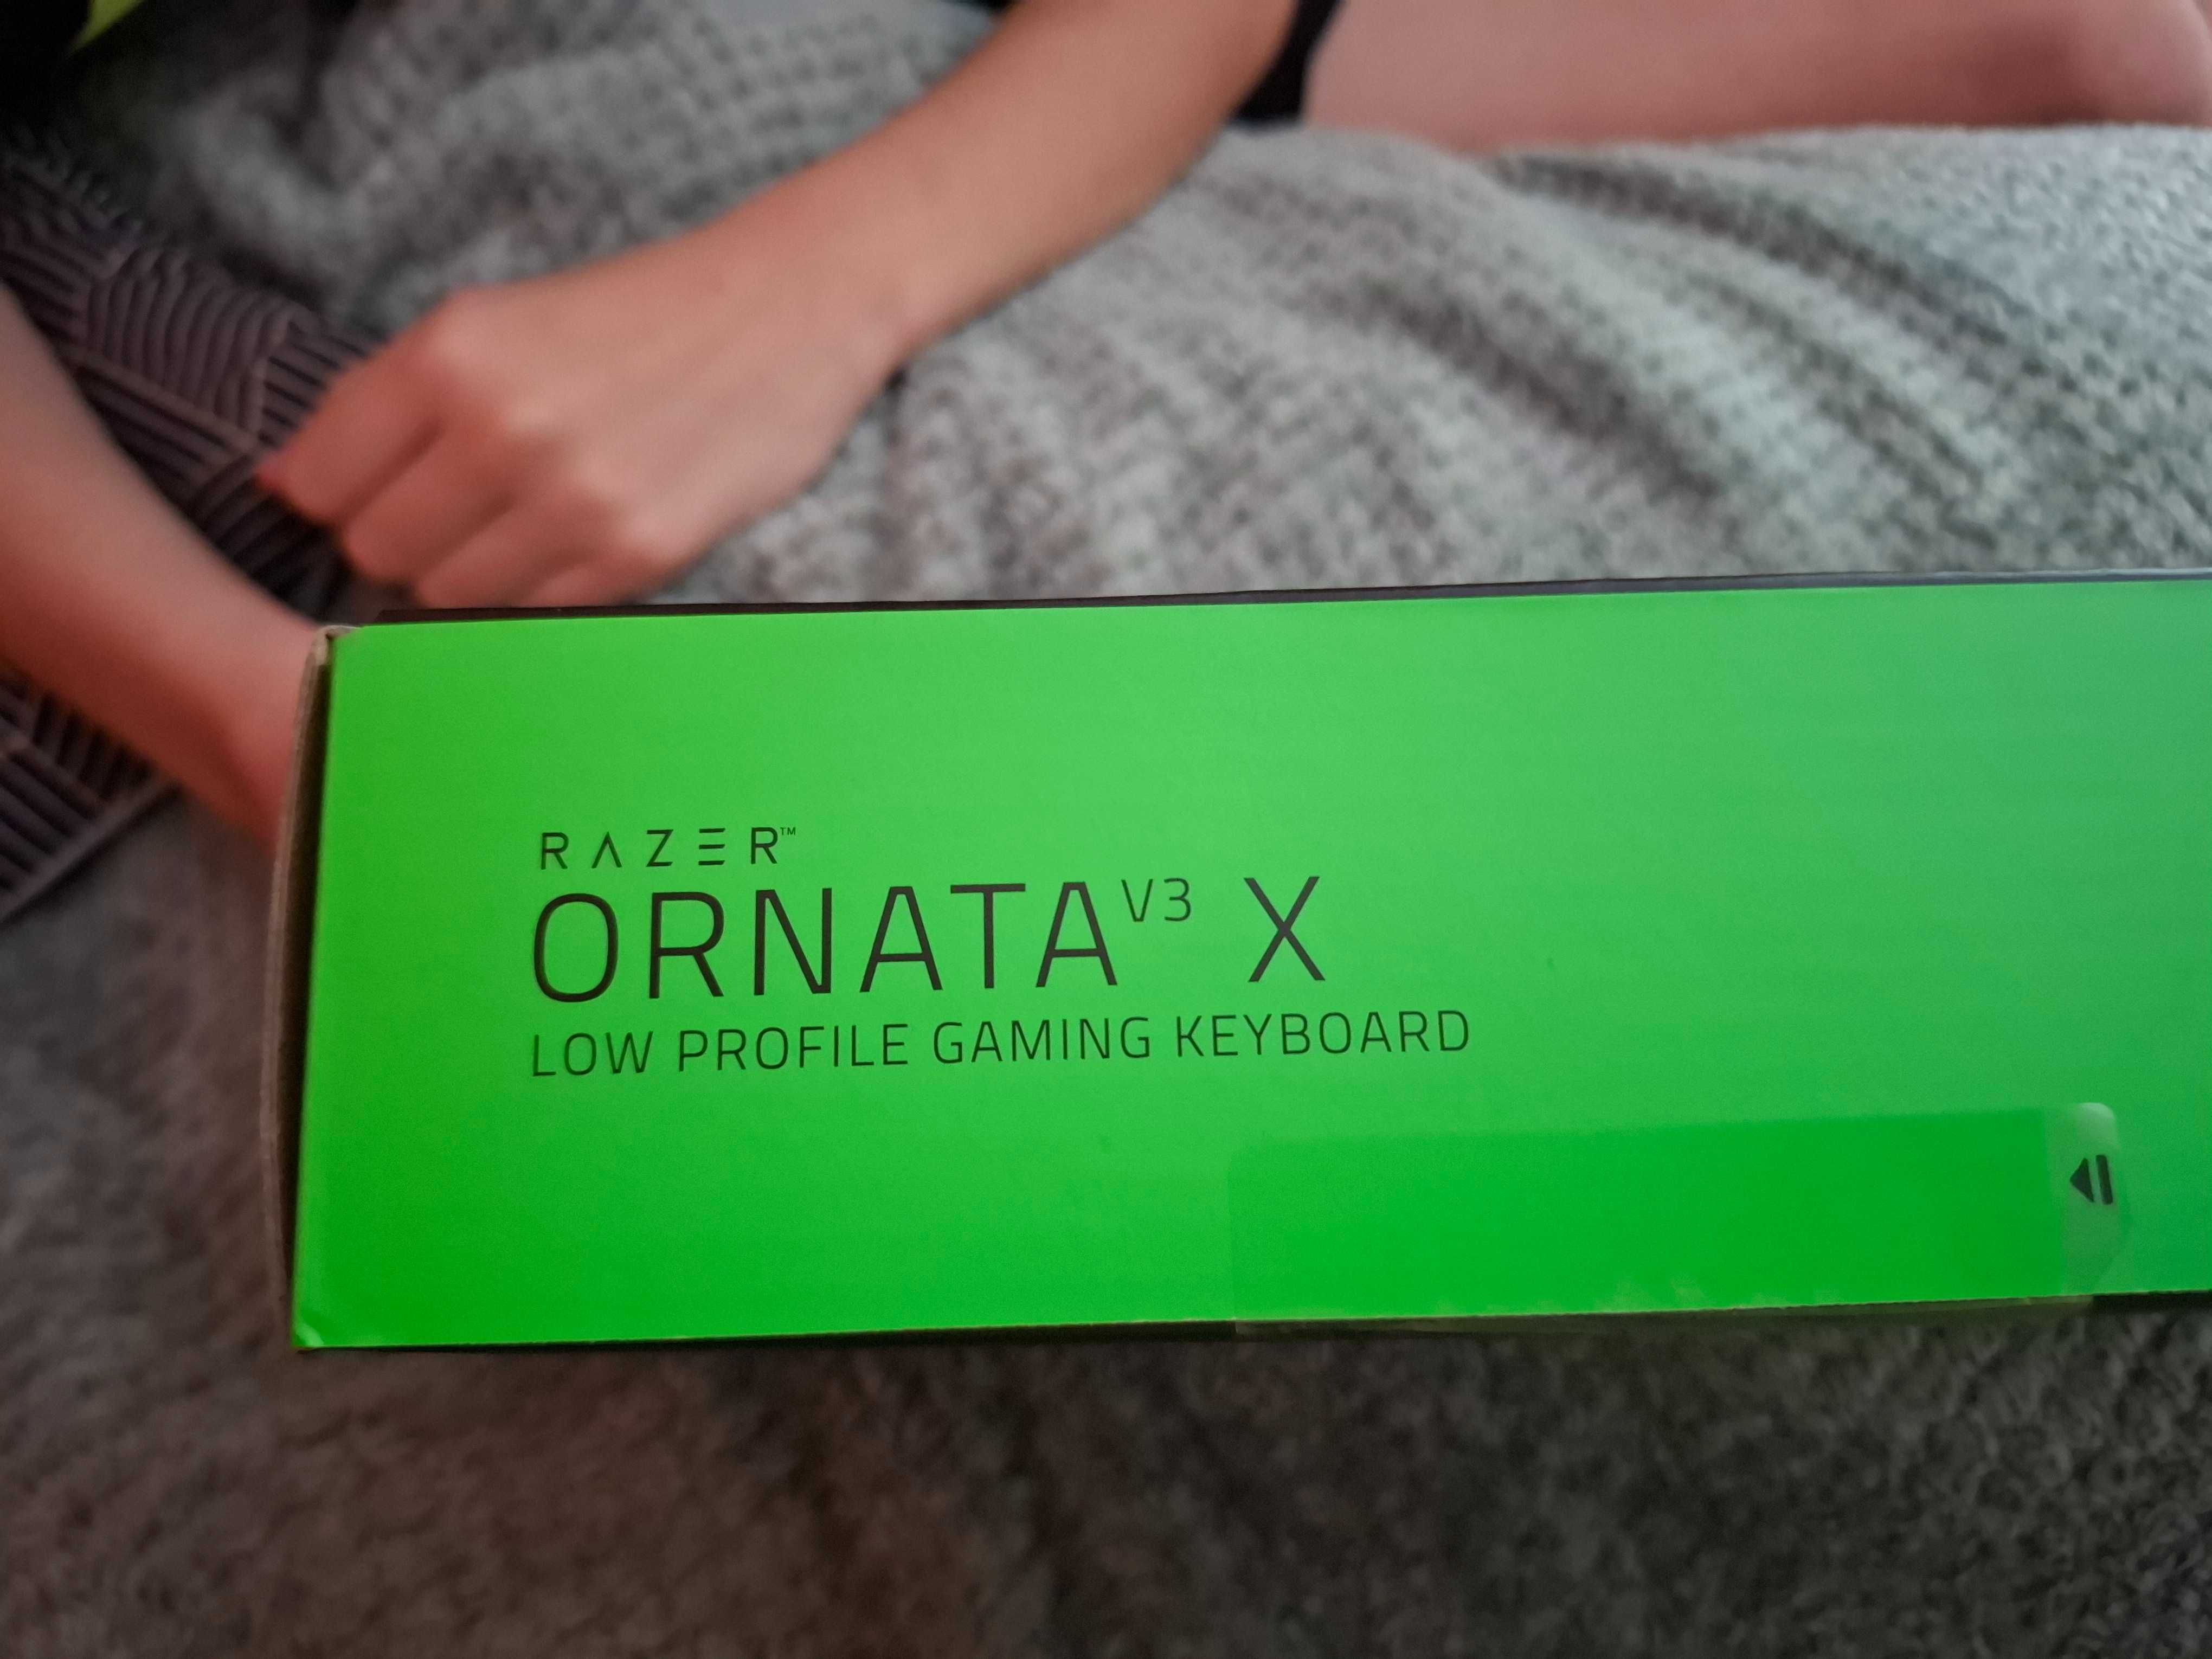 RAZER™
ORNATA V3 X
LOW PROFILE GAMING KEYBOARD